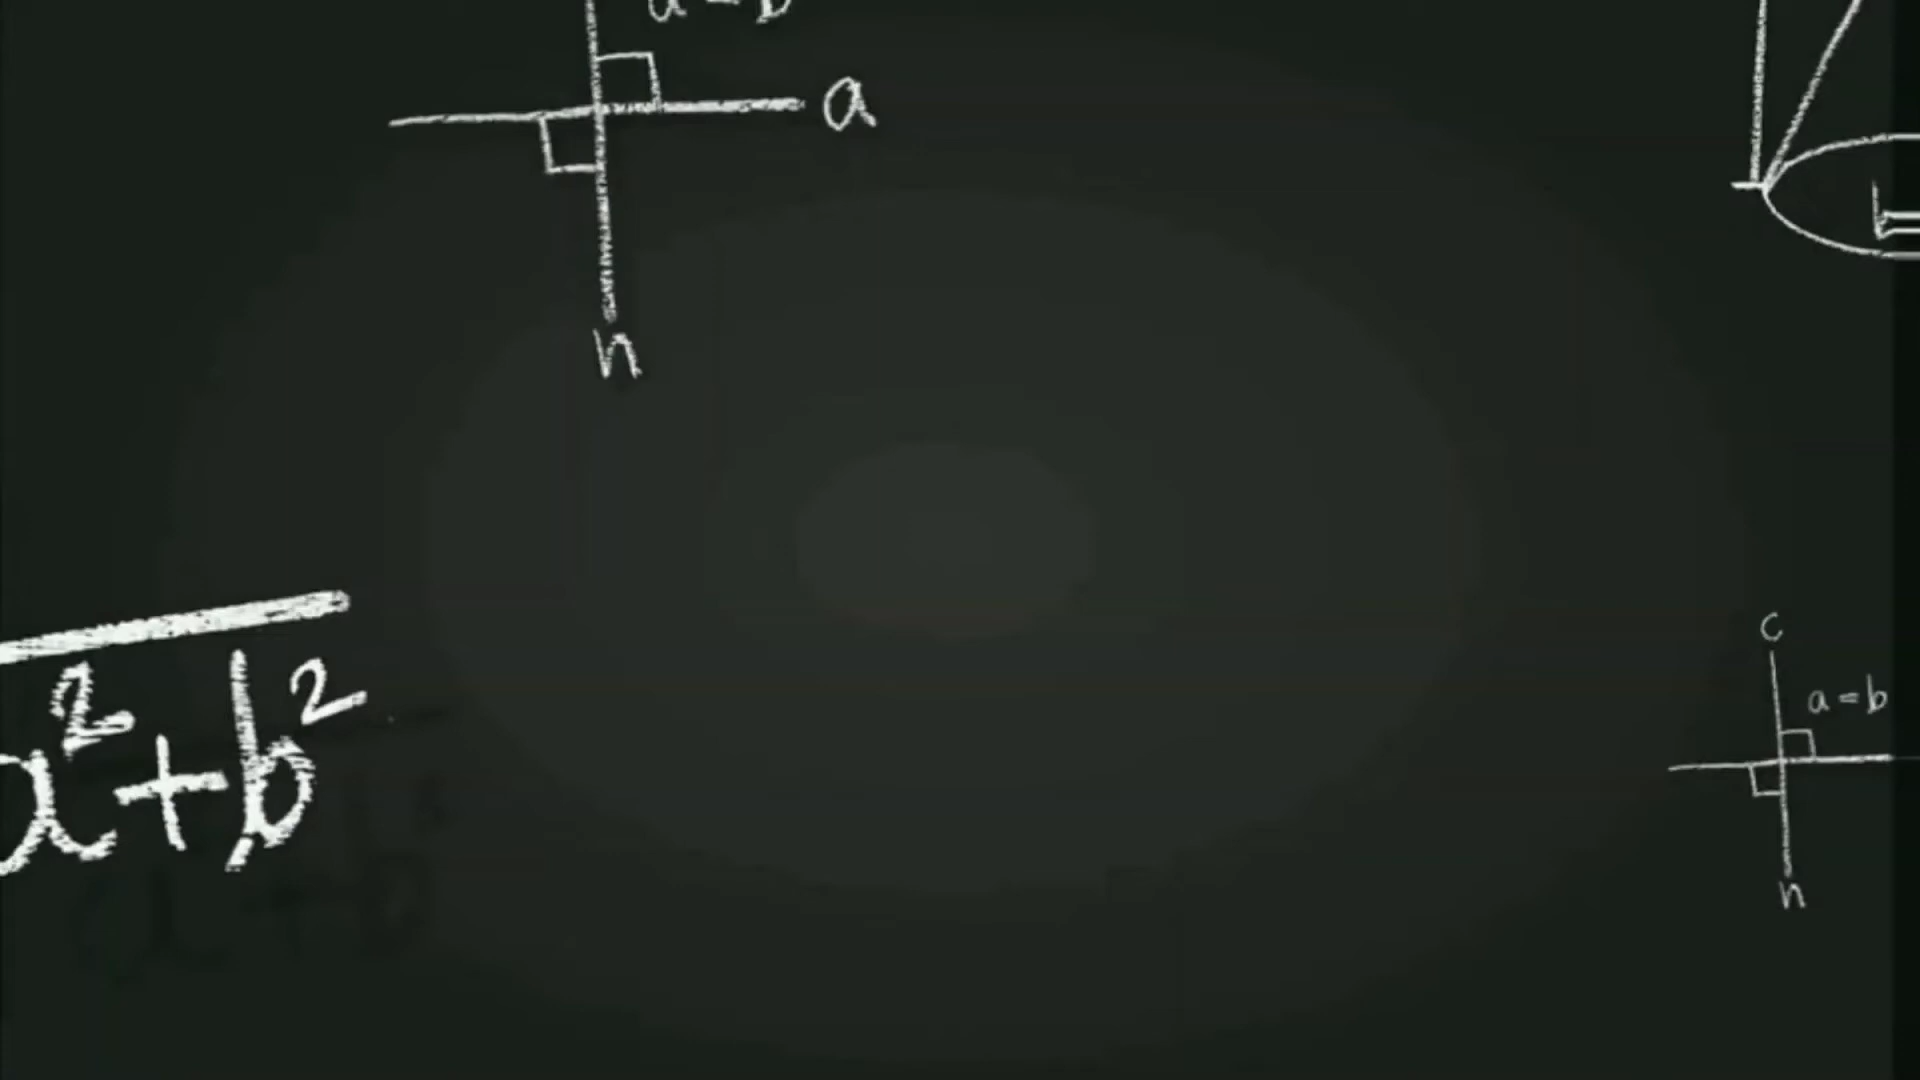 a = b
a
n
a² + b²
c
a = b
n